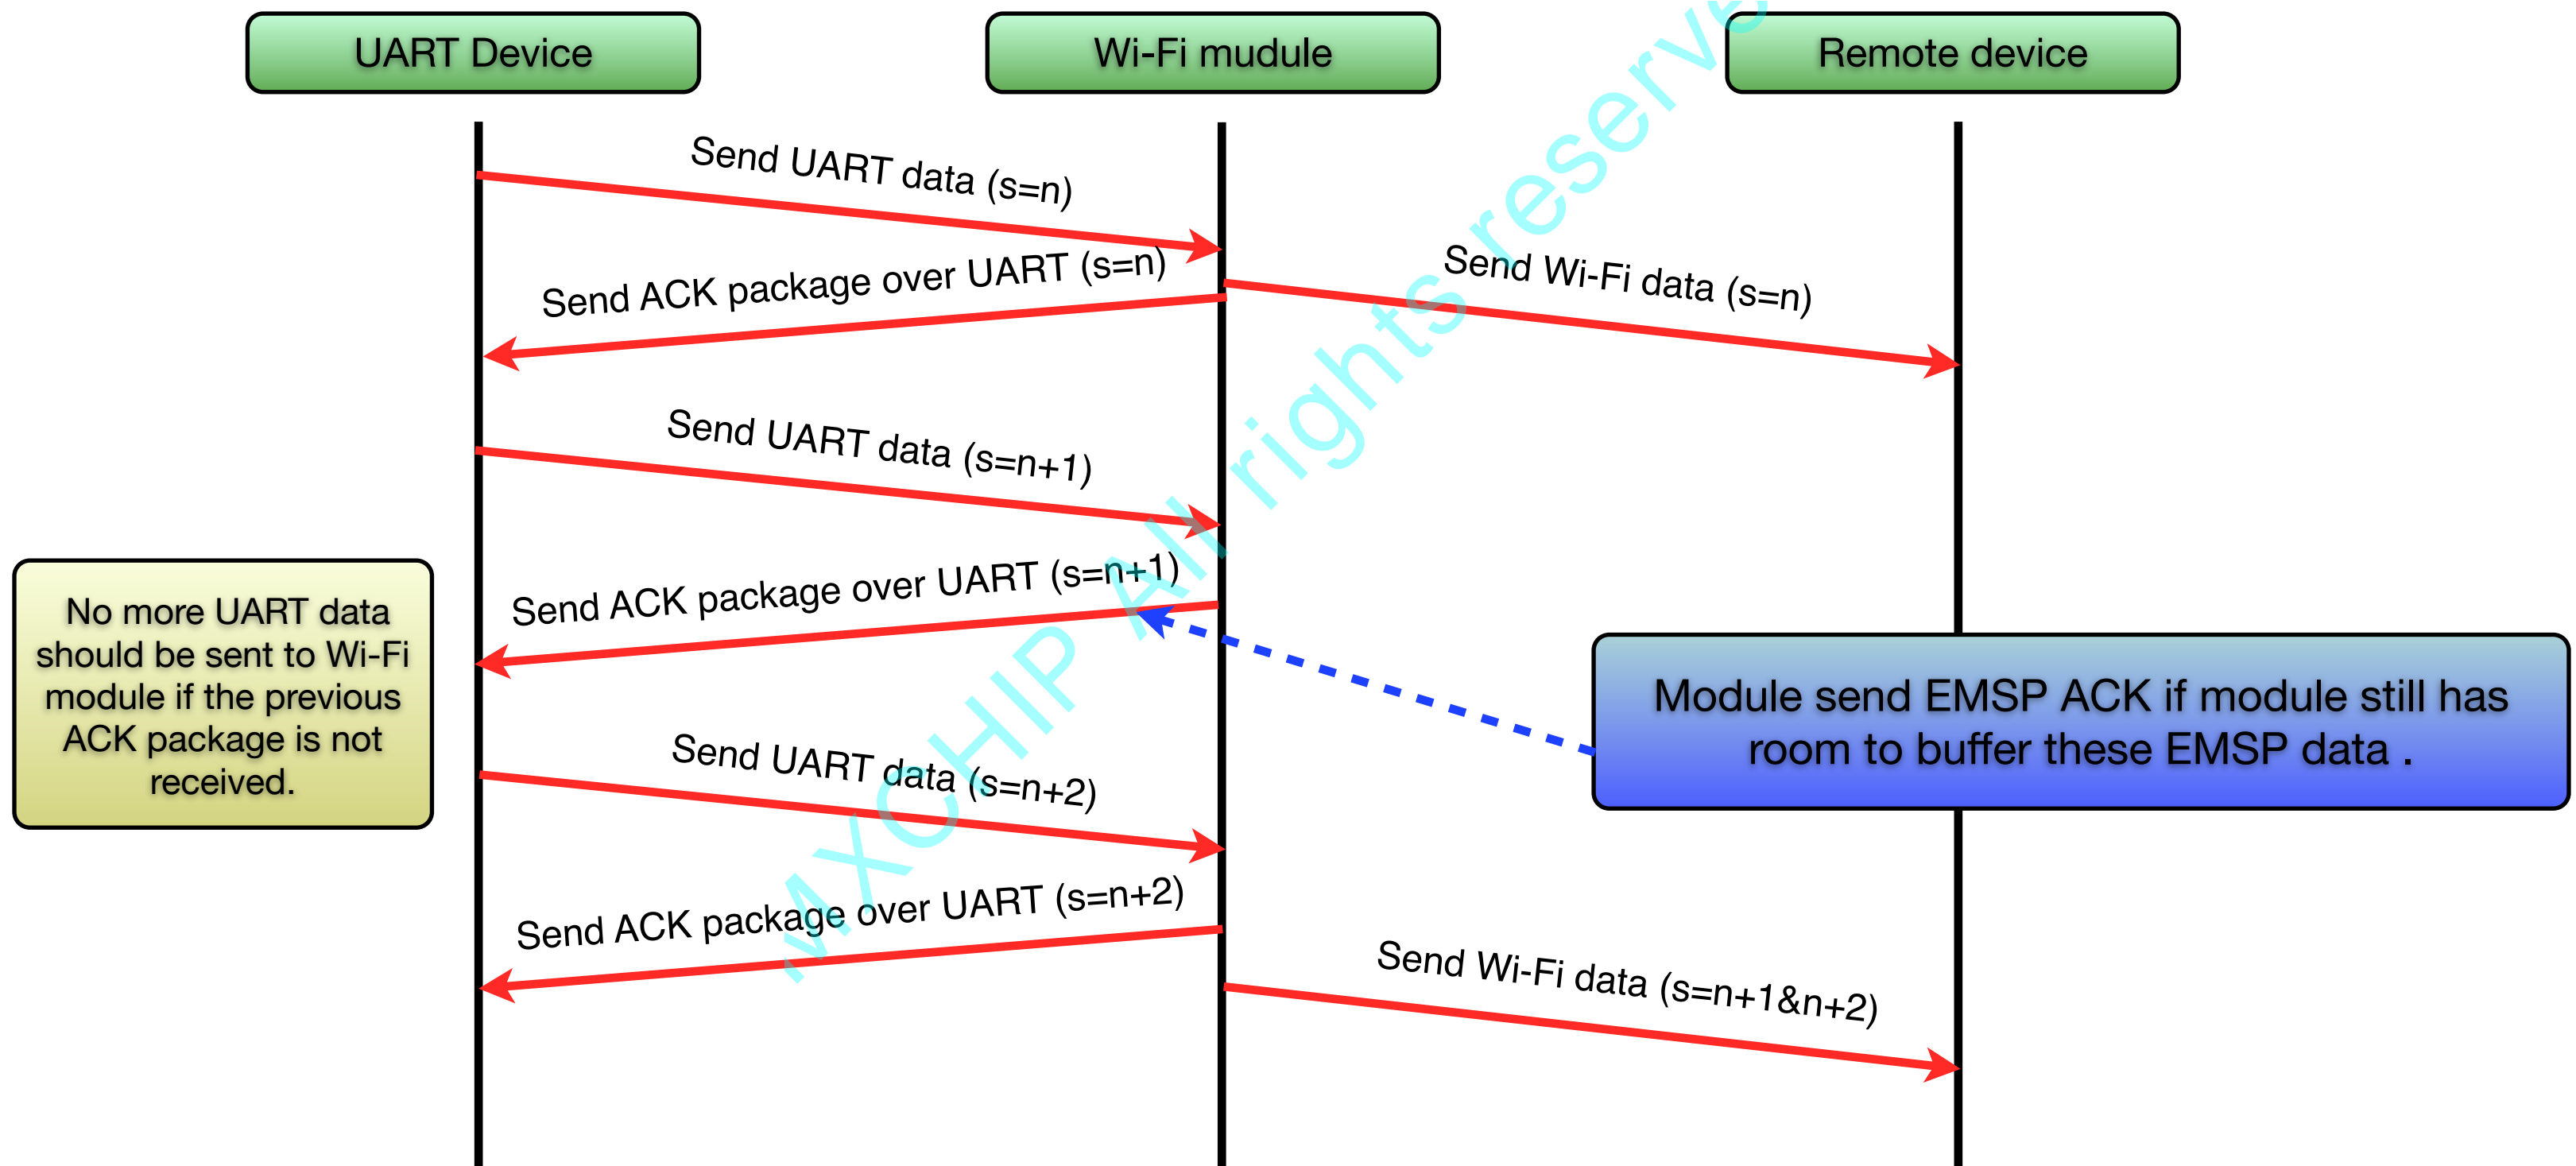 UART Device
Wi-Fi mudule
Remote device
Send UART data (s=n)
Send ACK package over UART (s=n)
Send Wi-Fi data (s=n)
Send UART data (s=n+1)
Send ACK package over UART (s=n+1)
No more UART data
should be sent to Wi-Fi
module if the previous
ACK package is not
received.
Module send EMSP ACK if module still has
room to buffer these EMSP data .
Send UART data (s=n+2)
Send ACK package over UART (s=n+2)
Send Wi-Fi data (s=n+1&n+2)
MXCHIP All rights reserve